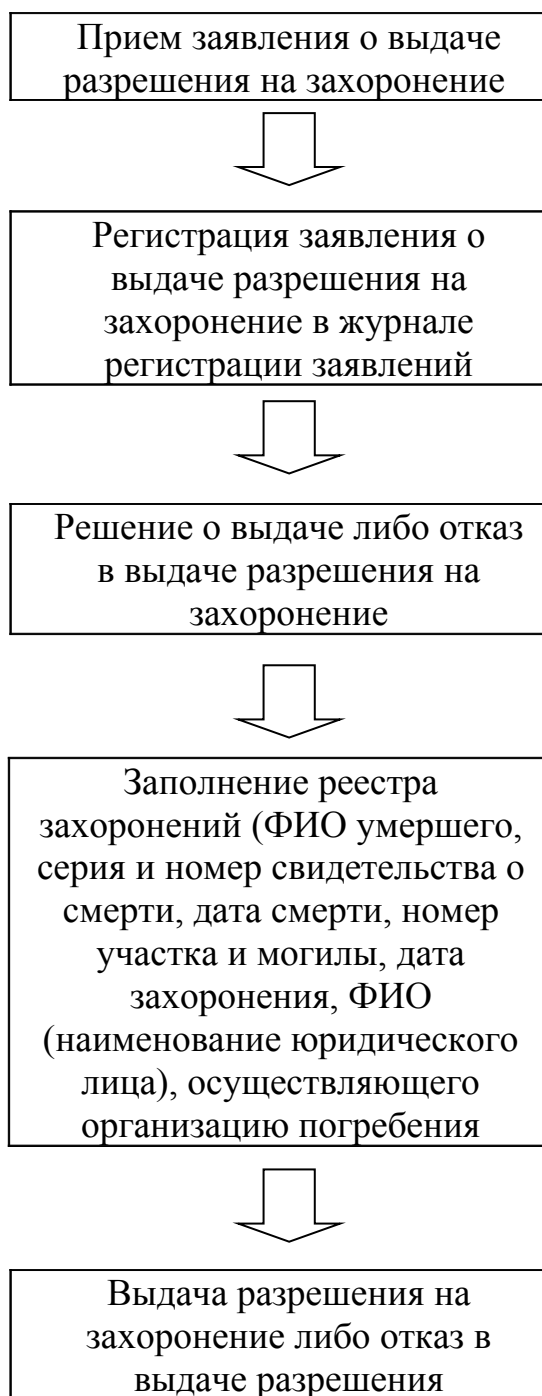 Прием заявления о выдаче
разрешения на захоронение
Регистрация заявления о
выдаче разрешения на
захоронение в журнале
регистрации заявлений
Решение о выдаче либо отказ
в выдаче разрешения на
захоронение
Заполнение реестра
захоронений (ФИО умершего,
серия и номер свидетельства о
смерти, дата смерти, номер
участка и могилы, дата
захоронения, ФИО
(наименование юридического
лица), осуществляющего
организацию погребения
Выдача разрешения на
захоронение либо отказ в
выдаче разрешения